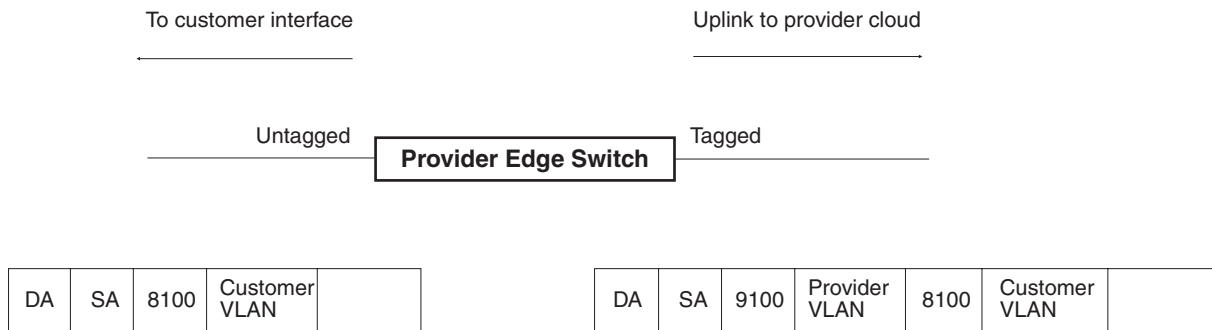 To customer interface
Uplink to provider cloud
Untagged
Provider Edge Switch
Tagged
DA SA 8100 Customer VLAN
DA SA 9100 Provider VLAN 8100 Customer VLAN